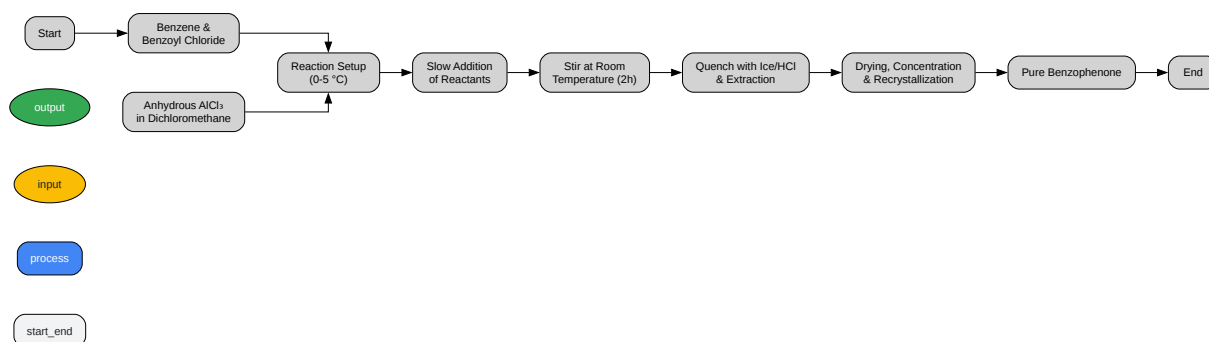 Start
Benzene &
Benzoyl Chloride
Anhydrous AlCl₃
in Dichloromethane
Reaction Setup
(0-5 °C)
Slow Addition
of Reactants
Stir at Room
Temperature (2h)
Quench with Ice/HCl
& Extraction
Drying, Concentration
& Recrystallization
Pure Benzophenone
End
output
input
process
start_end